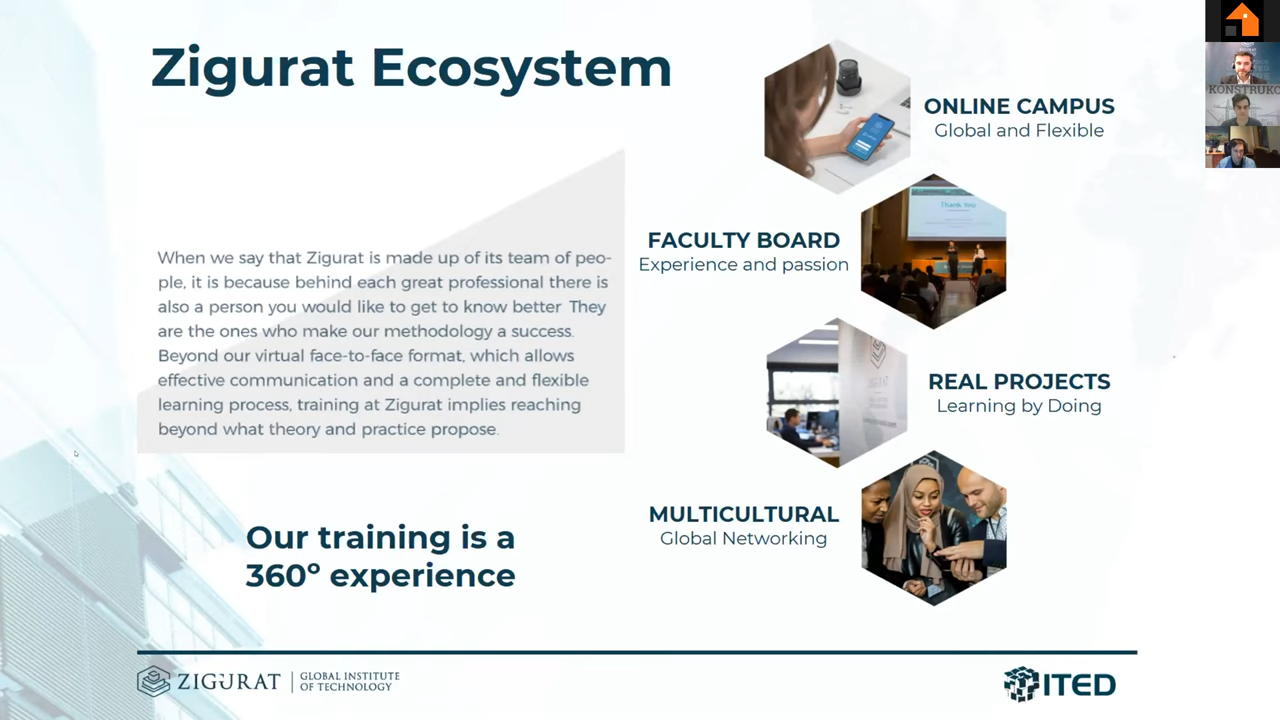 Zigurat Ecosystem
ONLINE CAMPUS
Global and Flexible
FACULTY BOARD
Experience and passion
When we say that Zigurat is made up of its team of peo-
ple, it is because behind each great professional there is
also a person you would like to get to know better They
are the ones who make our methodology a success.
Beyond our virtual face-to-face format, which allows
effective communication and a complete and flexible
learning process, training at Zigurat implies reaching
beyond what theory and practice propose.
REAL PROJECTS
Learning by Doing
MULTICULTURAL
Global Networking
Our training is a
360º experience
ZIGURAT
GLOBAL INSTITUTE
OF TECHNOLOGY
ITED
Thank You
KONSTRUKC